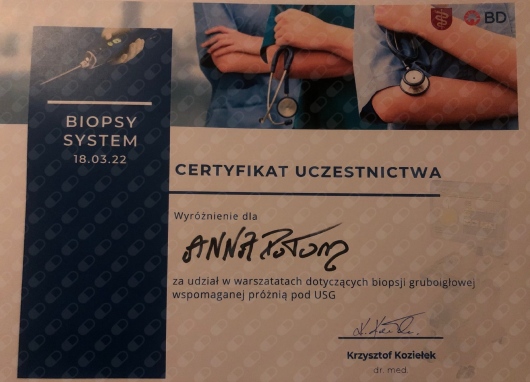 BD
BIOPSY
SYSTEM
18.03.22
CERTYFIKAT UCZESTNICTWA
Wyróżnienie dla
ANNA
za udział w warsztatatach dotyczących biopsji gruboigłowej
wspomaganej próżnią pod USG
Krzysztof Koziełek
dr. med.